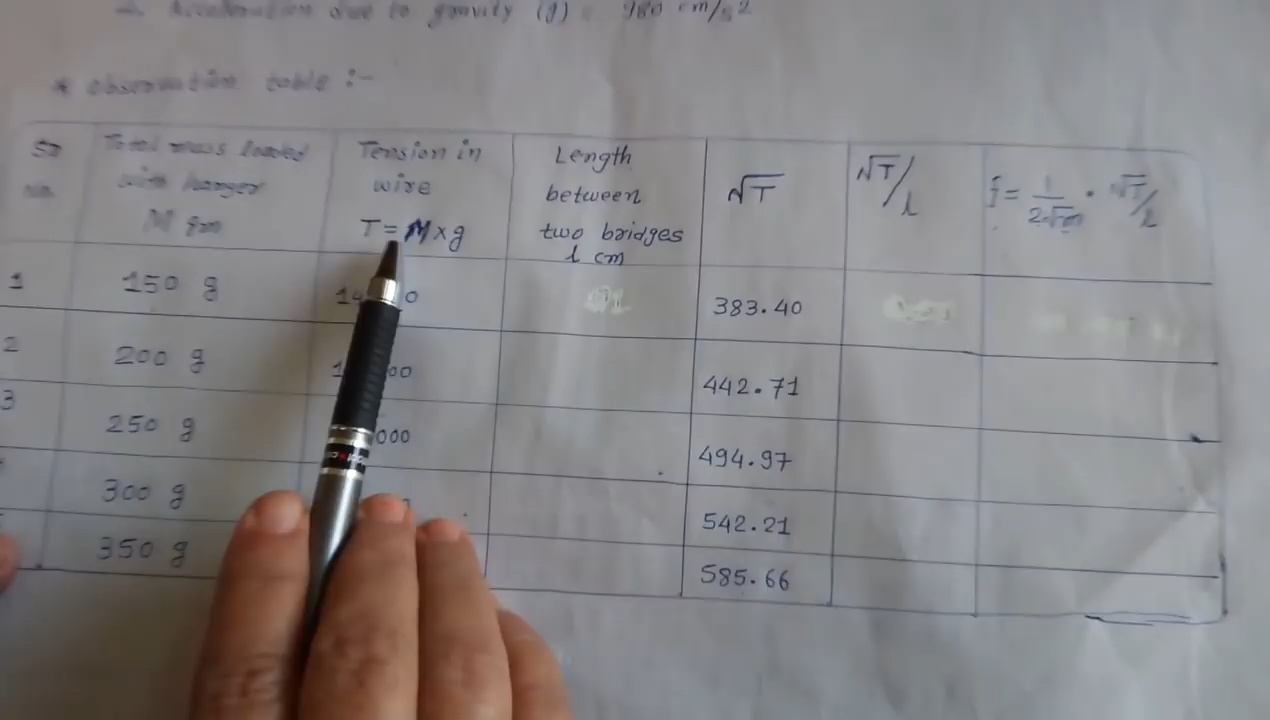 Acceleration due to gravity (g) = 980 cm/s2
* Observation table :-
Sr No.
Total mass loaded with hanger M gm
Tension in wire T = M x g
Length between two bridges l cm
√T
√T/l
f = 1/2√m · √T/l
1 150 g 383.40
2 200 g 442.71
3 250 g 000 494.97
300 g 542.21
350 g 585.66